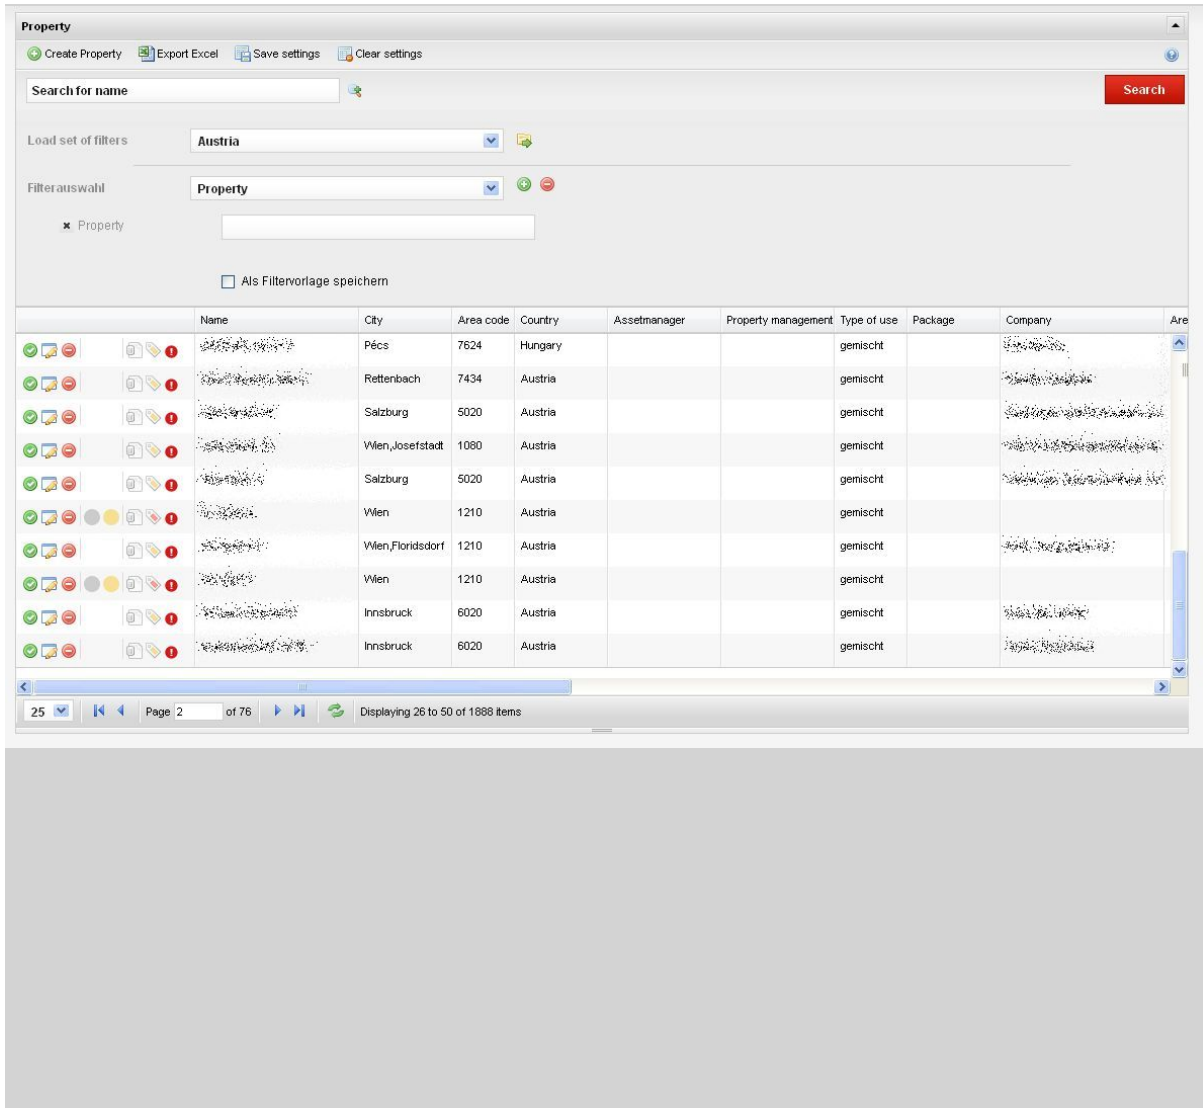 Property
Create Property Export Excel Save settings Clear settings
Search for name Search
Load set of filters Austria
Filterauswahl Property
Property
Als Filtervorlage speichern
Name City Area code Country Assetmanager Property management Type of use Package Company Are
Pécs 7624 Hungary gemischt
Rettenbach 7434 Austria gemischt
Salzburg 5020 Austria gemischt
Wien,Josefstadt 1080 Austria gemischt
Salzburg 5020 Austria gemischt
Wien 1210 Austria gemischt
Wien,Floridsdorf 1210 Austria gemischt
Wien 1210 Austria gemischt
Innsbruck 6020 Austria gemischt
Innsbruck 6020 Austria gemischt
25 Page 2 of 76 Displaying 26 to 50 of 1888 items